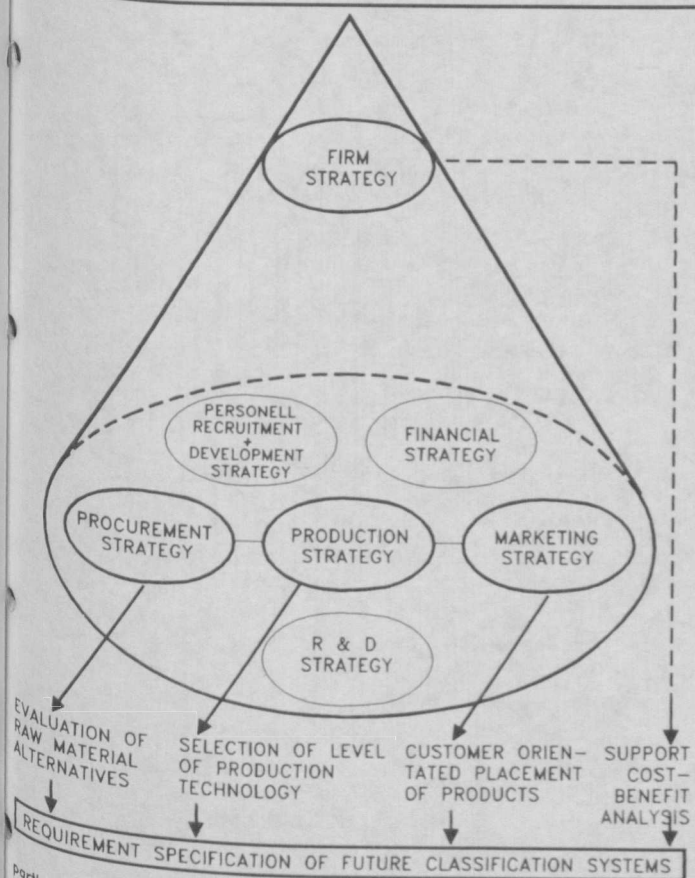 FIRM
STRATEGY
PERSONELL
RECRUITMENT
+
DEVELOPMENT
STRATEGY
FINANCIAL
STRATEGY
PROCUREMENT
STRATEGY
PRODUCTION
STRATEGY
MARKETING
STRATEGY
R & D
STRATEGY
EVALUATION OF
RAW MATERIAL
ALTERNATIVES
SELECTION OF LEVEL
OF PRODUCTION
TECHNOLOGY
CUSTOMER ORIEN-
TATED PLACEMENT
OF PRODUCTS
SUPPORT
COST-
BENEFIT
ANALYSIS
REQUIREMENT SPECIFICATION OF FUTURE CLASSIFICATION SYSTEMS